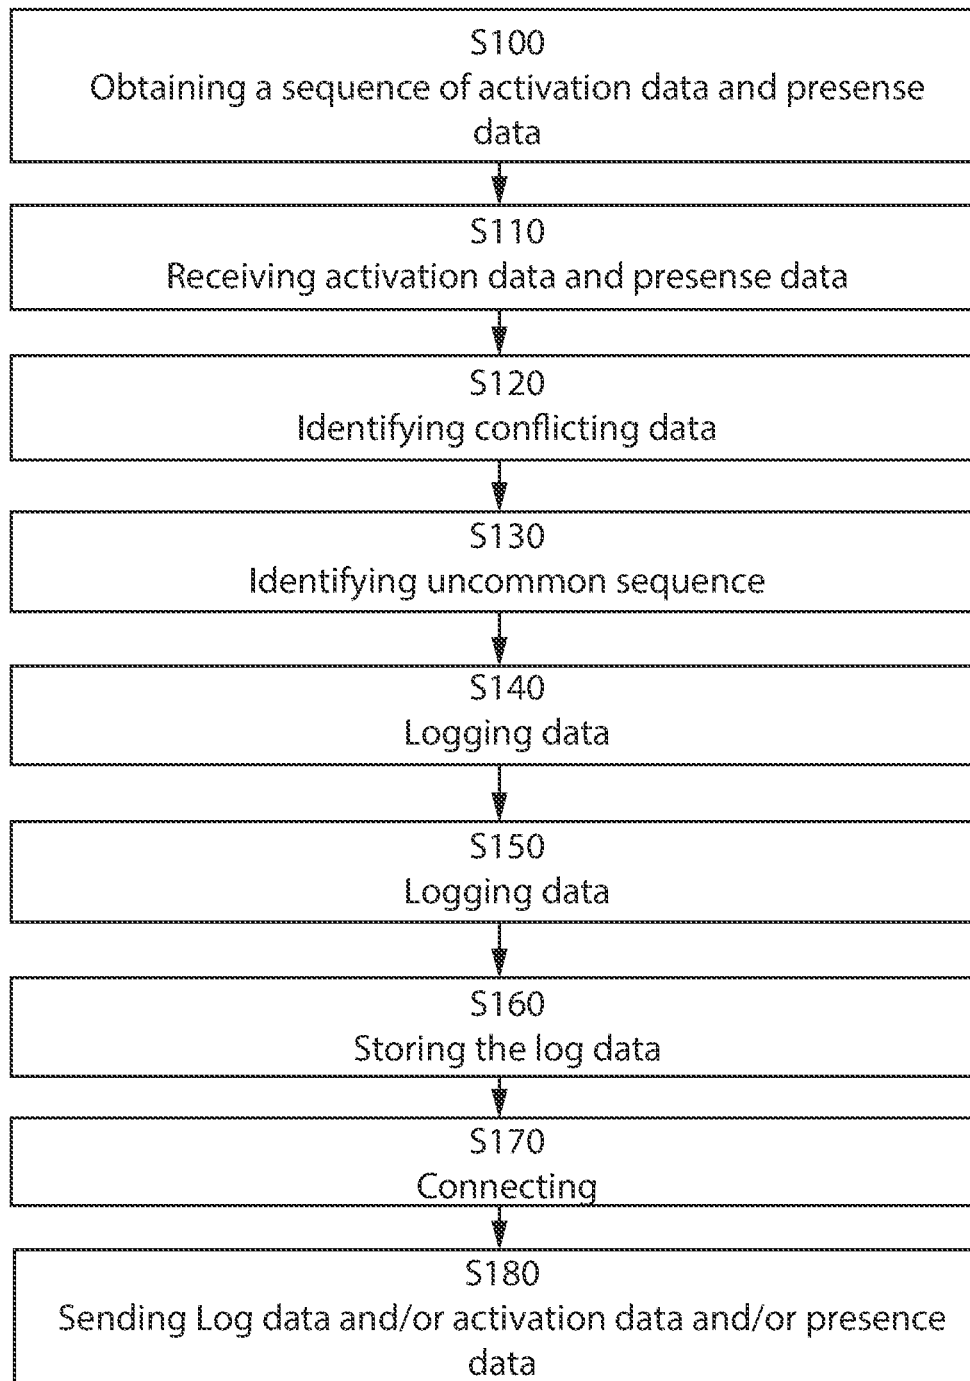 S100
Obtaining a sequence of activation data and presense
data
S110
Receiving activation data and presense data
S120
Identifying conflicting data
S130
Identifying uncommon sequence
S140
Logging data
S150
Logging data
S160
Storing the log data
S170
Connecting
S180
Sending Log data and/or activation data and/or presence
data